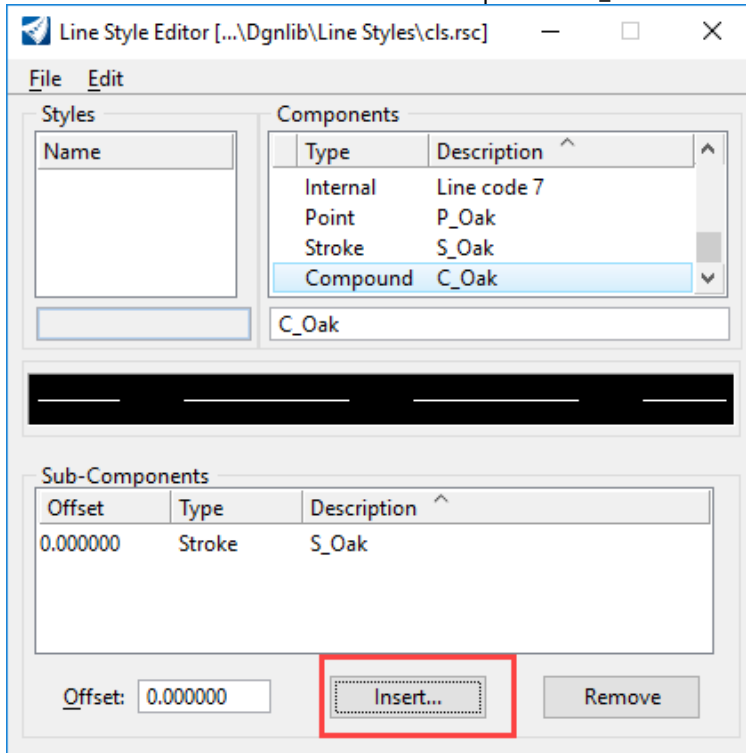 Line Style Editor [...\Dgnlib\Line Styles\cls.rsc]
File Edit
Styles Components
Name Type Description
Internal Line code 7
Point P_Oak
Stroke S_Oak
Compound C_Oak
C_Oak
Sub-Components
Offset Type Description
0.000000 Stroke S_Oak
Offset: 0.000000 Insert... Remove